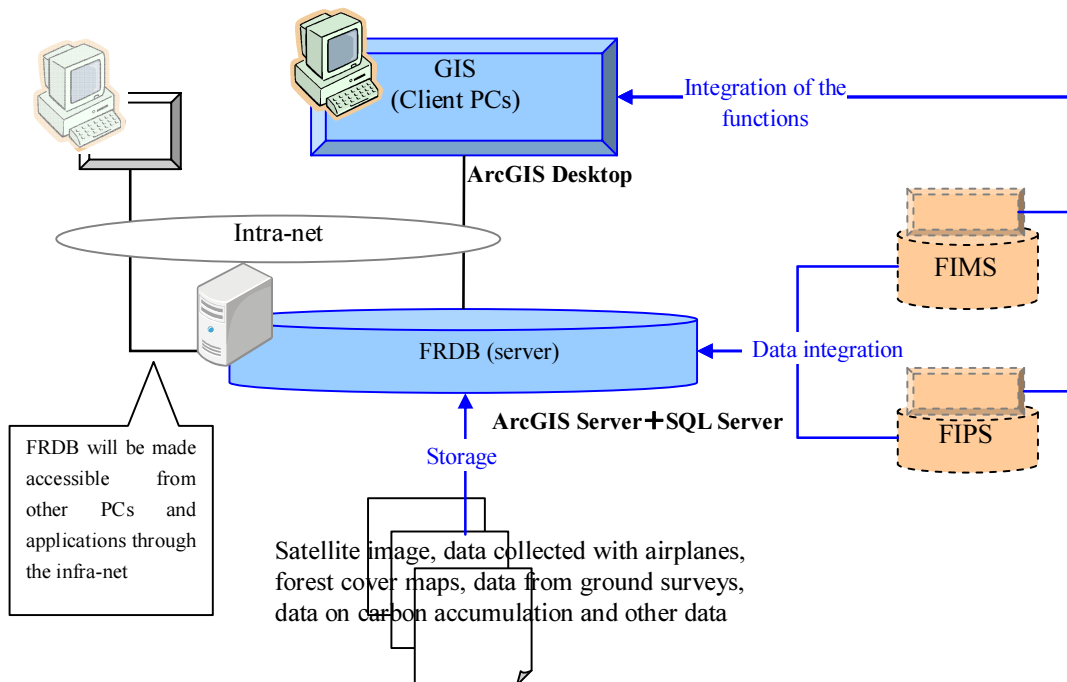 GIS
(Client PCs)
Integration of the
functions
ArcGIS Desktop
Intra-net
FIMS
FRDB (server)
Data integration
ArcGIS Server+SQL Server
FIPS
FRDB will be made
accessible from
other PCs and
applications through
the infra-net
Storage
Satellite image, data collected with airplanes,
forest cover maps, data from ground surveys,
data on carbon accumulation and other data